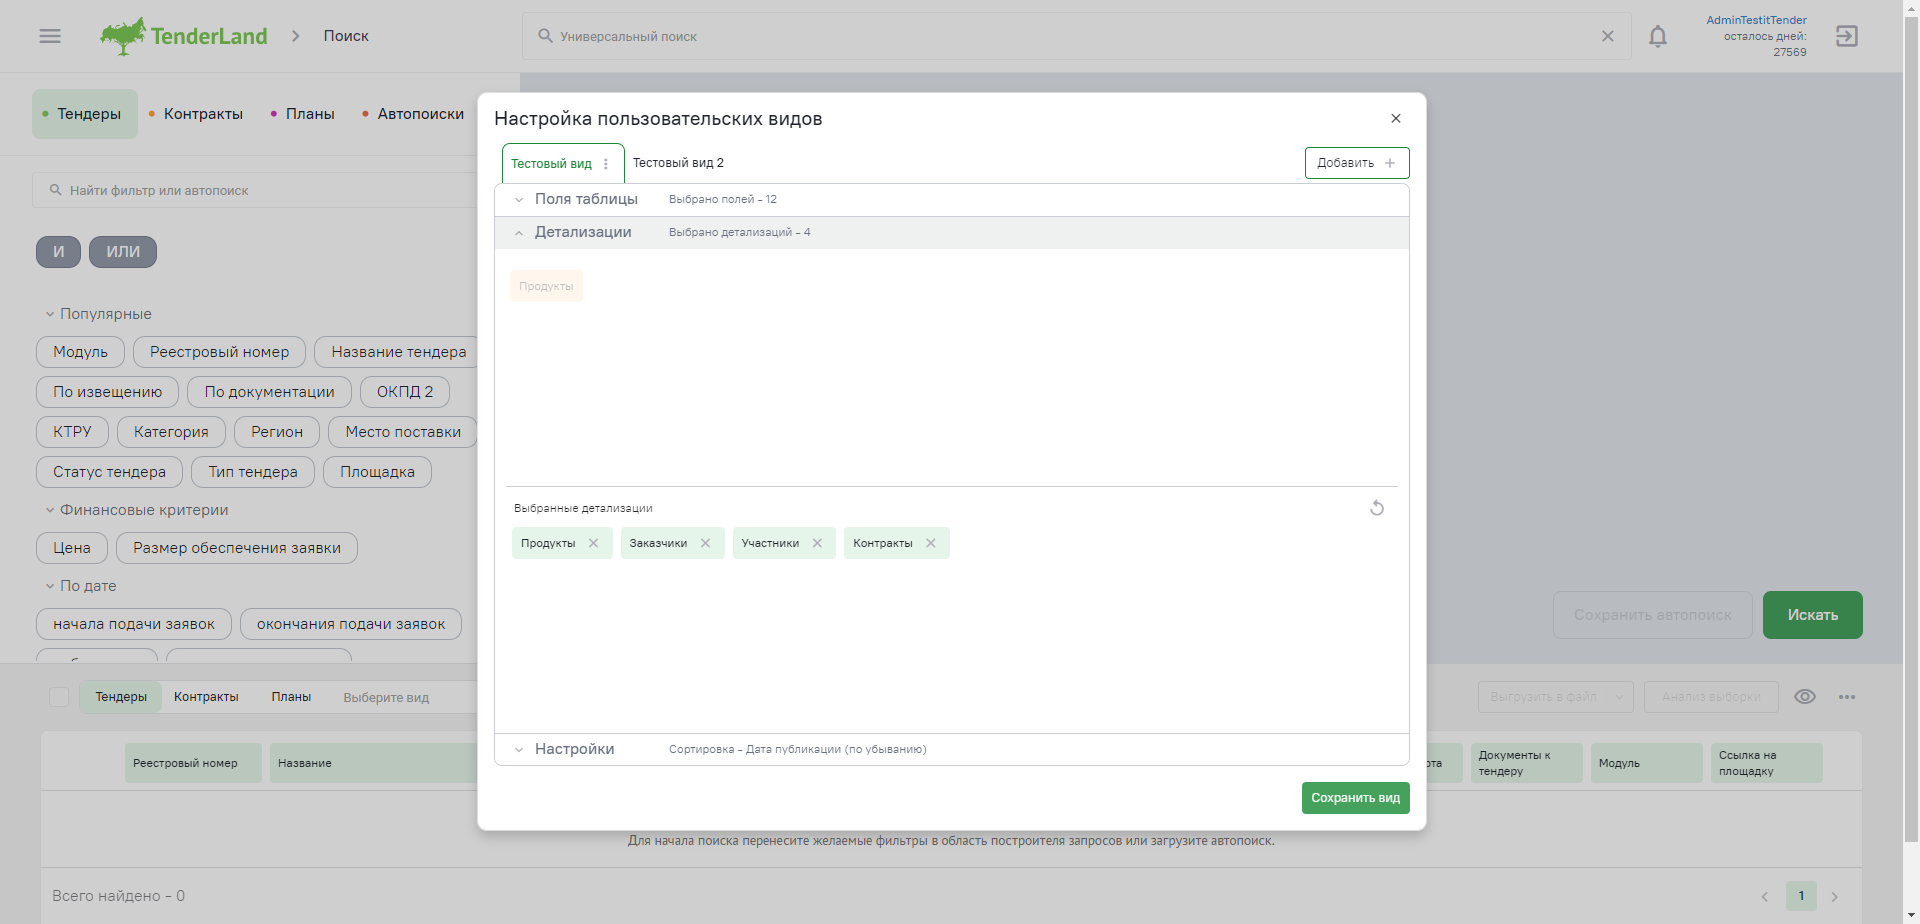 TenderLand
Поиск
Универсальный поиск
AdminTestitTender
осталось дней:
27569
Тендеры
Контракты
Планы
Автопоиски
Найти фильтр или автопоиск
И
ИЛИ
Популярные
Модуль
Реестровый номер
Название тендера
По извещению
По документации
ОКПД 2
КТРУ
Категория
Регион
Место поставки
Статус тендера
Тип тендера
Площадка
Финансовые критерии
Цена
Размер обеспечения заявки
По дате
начала подачи заявок
окончания подачи заявок
Настройка пользовательских видов
Тестовый вид
Тестовый вид 2
Добавить
Поля таблицы
Выбрано полей - 12
Детализации
Выбрано детализаций - 4
Продукты
Выбранные детализации
Продукты
Заказчики
Участники
Контракты
Настройки
Сортировка - Дата публикации (по убыванию)
Сохранить вид
Сохранить автопоиск
Искать
Тендеры
Контракты
Планы
Выберите вид
Выгрузить в файл
Анализ выборки
Реестровый номер
Название
Документы к
тендеру
Модуль
Ссылка на
площадку
Для начала поиска перенесите желаемые фильтры в область построителя запросов или загрузите автопоиск.
Всего найдено - 0
1